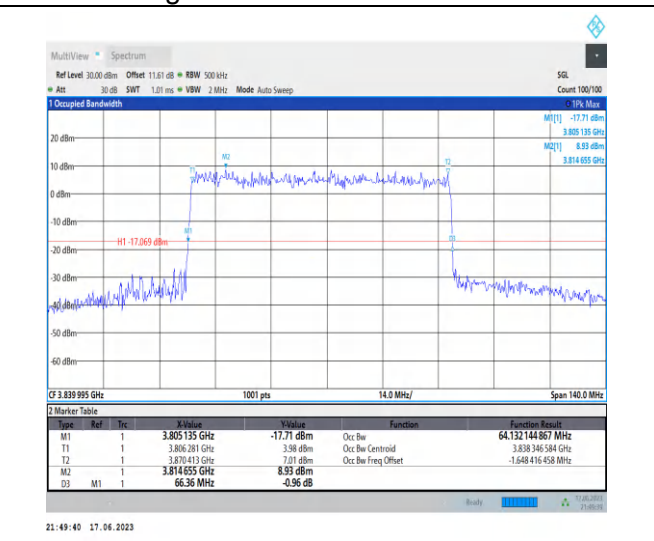 MultiView Spectrum
Ref Level 30.00 dBm Offset 11.61 dB RBW 500 kHz SGL
Att 30 dB SWT 1.01 ms VBW 2 MHz Mode Auto Sweep Count 100/100
1 Occupied Bandwidth 1Pk Max
M1[1] -17.71 dBm
3.805 135 GHz
M2[1] 8.93 dBm
3.814 655 GHz
20 dBm
M2
T1
T2
10 dBm
0 dBm
-10 dBm
M1
D3
H1 -17.069 dBm
-20 dBm
-30 dBm
-40 dBm
-50 dBm
-60 dBm
CF 3.839 995 GHz 1001 pts 14.0 MHz/ Span 140.0 MHz
2 Marker Table
Type Ref Trc X-Value Y-Value Function Function Result
M1 1 3.805 135 GHz -17.71 dBm Occ Bw 64.132 144 867 MHz
T1 1 3.806 281 GHz 3.98 dBm Occ Bw Centroid 3.838 346 584 GHz
T2 1 3.870 413 GHz 7.01 dBm Occ Bw Freq Offset -1.648 416 458 MHz
M2 1 3.814 655 GHz 8.93 dBm
D3 M1 1 66.36 MHz -0.96 dB
Ready
21:49:40 17.06.2023